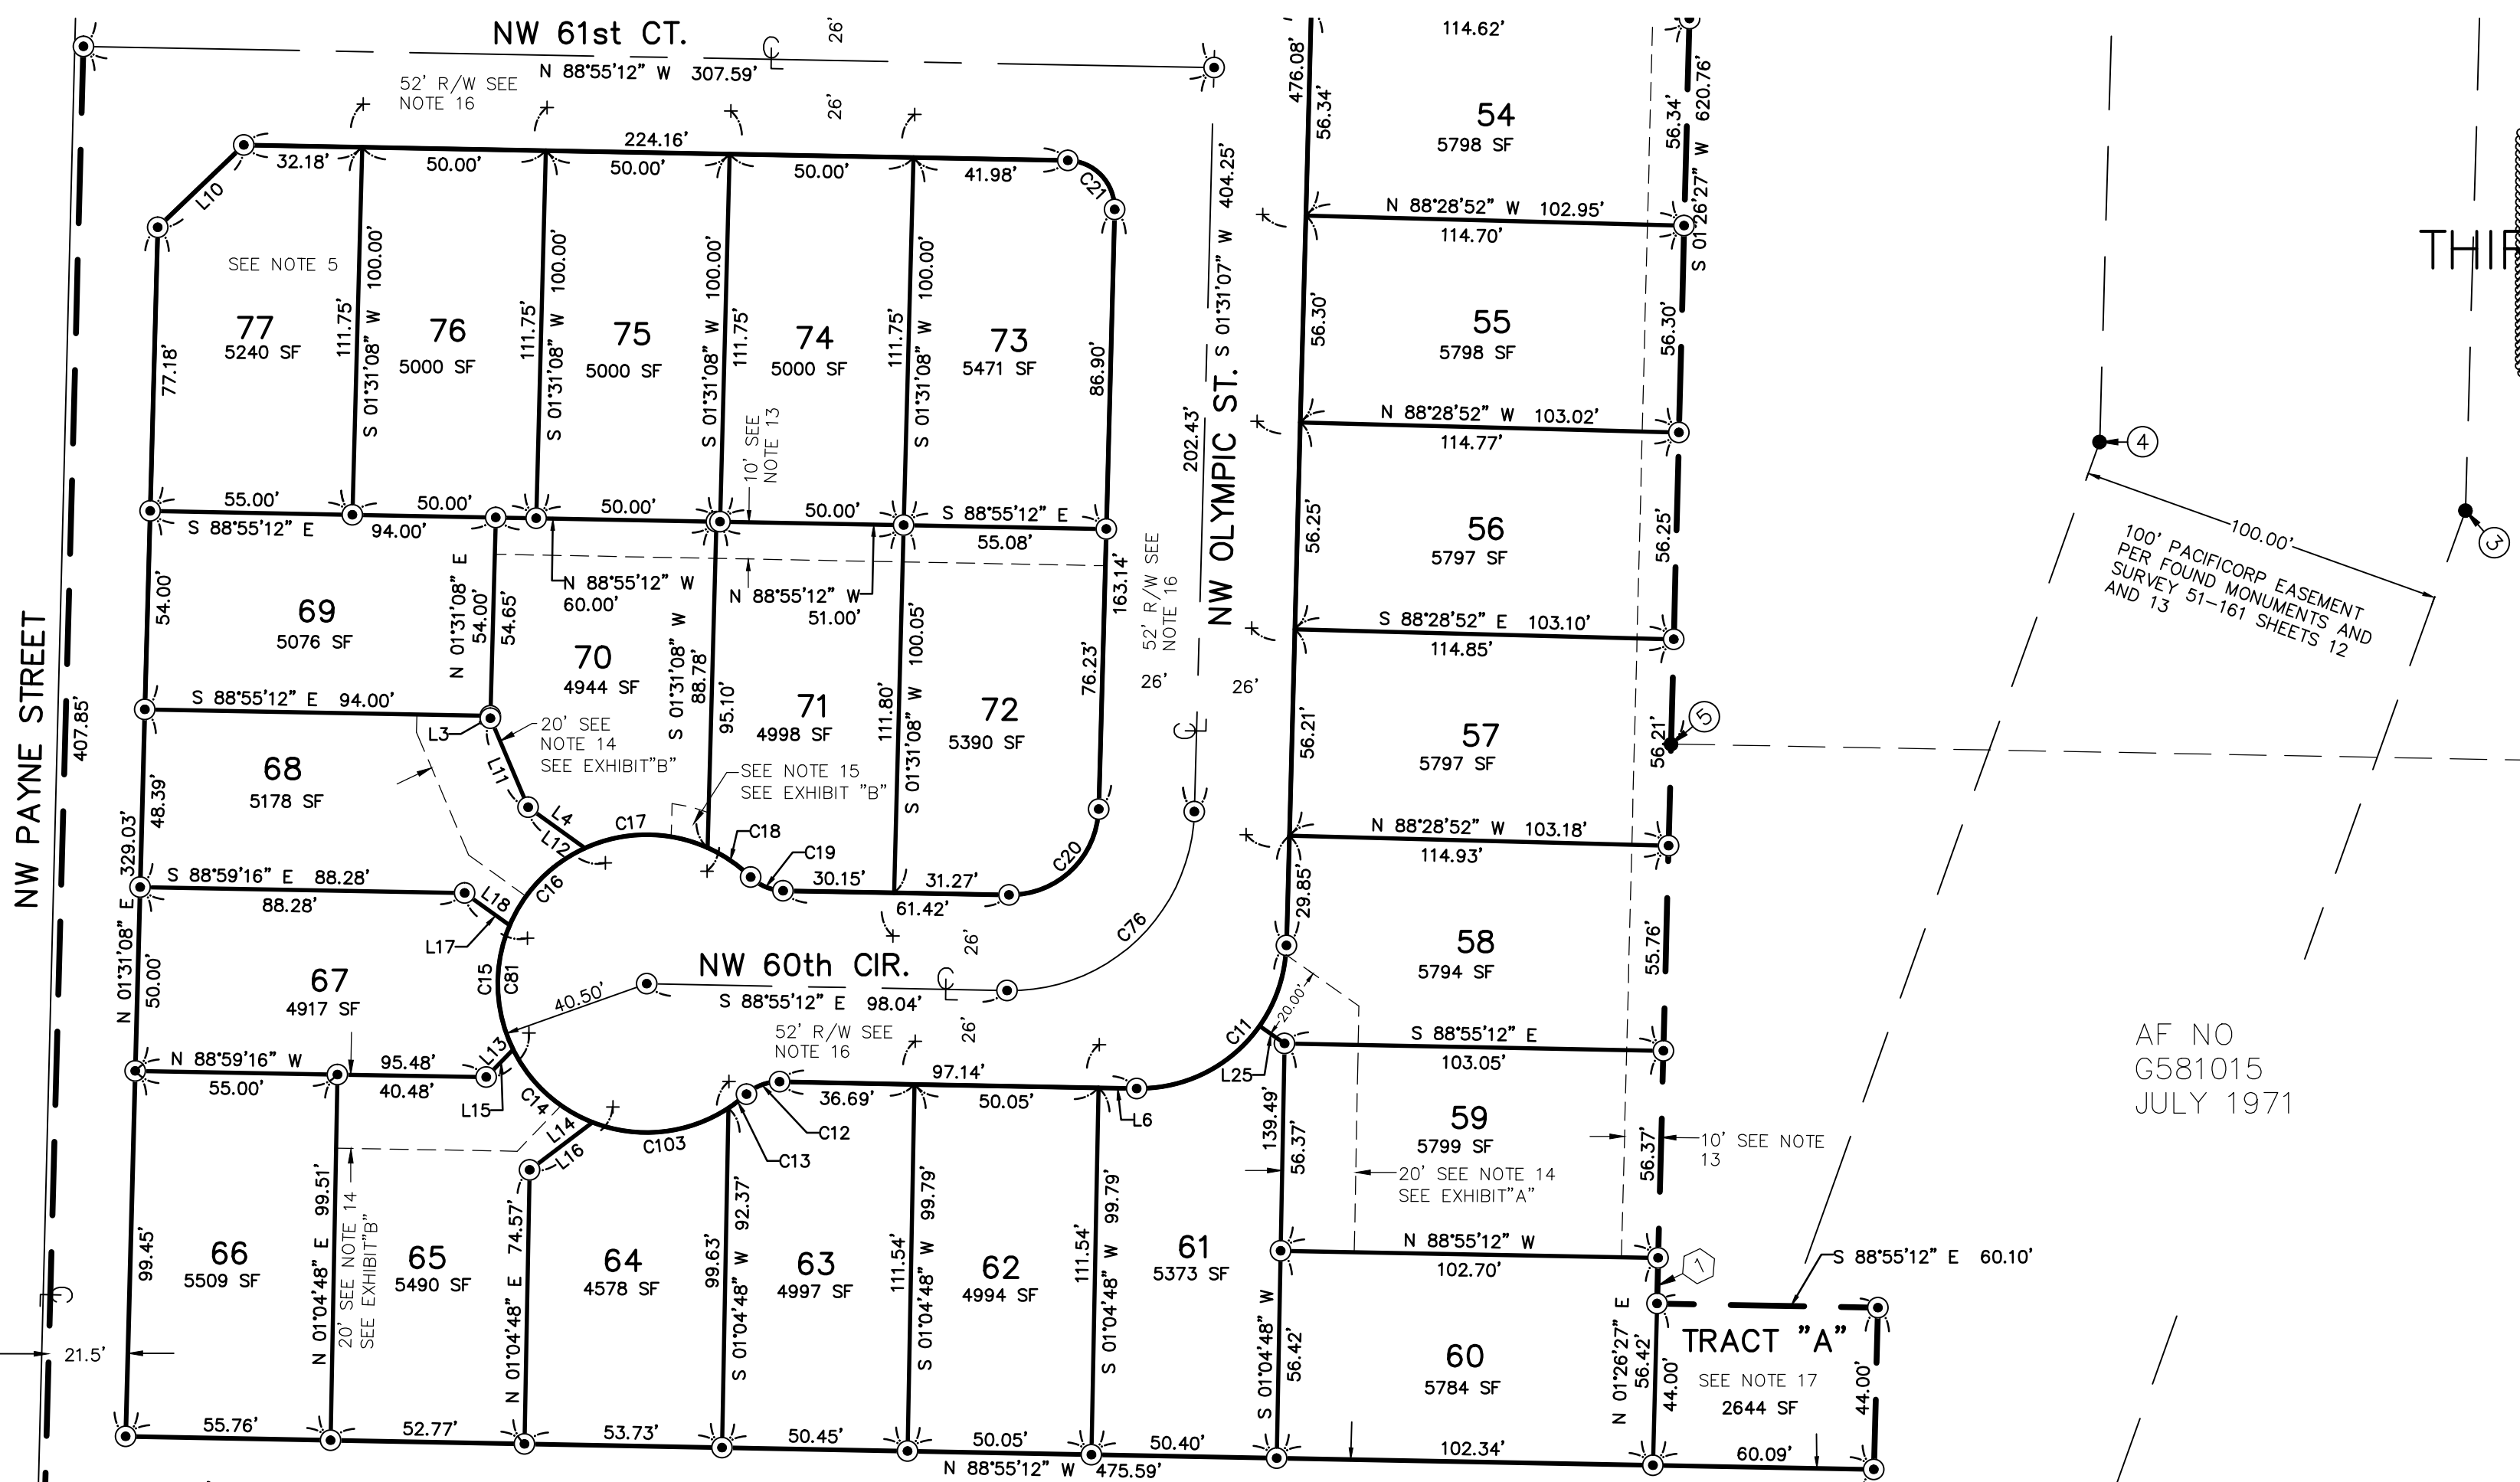 NW 61st CT.
N 88°55'12" W 307.59'
52' R/W SEE
NOTE 16
26'
26'
224.16'
32.18'
50.00'
50.00'
50.00'
41.98'
L10
C21
SEE NOTE 5
77
5240 SF
77.18'
111.75'
S 01°31'08" W 100.00'
76
5000 SF
111.75'
S 01°31'08" W 100.00'
75
5000 SF
S 01°31'08" W 100.00'
111.75'
74
5000 SF
10' SEE
NOTE 13
111.75'
S 01°31'08" W 100.00'
73
5471 SF
86.90'
55.00'
50.00'
50.00'
50.00'
S 88°55'12" E
S 88°55'12" E
94.00'
55.08'
N 88°55'12" W
60.00'
N 88°55'12" W
51.00'
NW PAYNE STREET
407.85'
329.03'
54.00'
69
5076 SF
N 01°31'08" E
54.00'
54.65'
70
4944 SF
S 01°31'08" W
88.78'
95.10'
71
4998 SF
111.80'
S 01°31'08" W 100.05'
72
5390 SF
76.23'
163.14'
52' R/W SEE
NOTE 16
26'
26'
NW OLYMPIC ST.
S 01°31'07" W 404.25'
202.43'
S 88°55'12" E 94.00'
L3
20' SEE
NOTE 14
SEE EXHIBIT"B"
68
5178 SF
48.39'
L11
L4
L12
C17
SEE NOTE 15
SEE EXHIBIT "B"
C18
C19
C16
30.15'
31.27'
61.42'
C20
C76
S 88°59'16" E 88.28'
88.28'
L18
L17
N 01°31'08" E
50.00'
67
4917 SF
C15
C81
40.50'
NW 60th CIR.
S 88°55'12" E 98.04'
26'
26'
52' R/W SEE
NOTE 16
N 88°59'16" W
55.00'
95.48'
40.48'
L13
L15
C14
L14
L16
C103
C13
C12
36.69'
97.14'
50.05'
L6
C11
L25
20.00'
99.45'
66
5509 SF
N 01°04'48" E 99.51'
20' SEE NOTE 14
SEE EXHIBIT"B"
65
5490 SF
N 01°04'48" E 74.57'
64
4578 SF
99.63'
S 01°04'48" W 92.37'
63
4997 SF
111.54'
S 01°04'48" W 99.79'
62
4994 SF
111.54'
S 01°04'48" W 99.79'
61
5373 SF
139.49'
56.37'
S 01°04'48" W
56.42'
21.5'
55.76'
52.77'
53.73'
50.45'
50.05'
50.40'
102.34'
60.09'
N 88°55'12" W 475.59'
114.62'
476.08'
56.34'
54
5798 SF
56.34'
S 01°26'27" W 620.76'
N 88°28'52" W 102.95'
114.70'
56.30'
55
5798 SF
56.30'
N 88°28'52" W 103.02'
114.77'
56.25'
56
5797 SF
56.25'
S 88°28'52" E 103.10'
114.85'
56.21'
57
5797 SF
56.21'
5
N 88°28'52" W 103.18'
114.93'
29.85'
58
5794 SF
55.76'
S 88°55'12" E
103.05'
59
5799 SF
56.37'
10' SEE NOTE
13
20' SEE NOTE 14
SEE EXHIBIT"A"
N 88°55'12" W
102.70'
1
S 88°55'12" E 60.10'
60
5784 SF
N 01°26'27" E
56.42'
44.00'
TRACT "A"
SEE NOTE 17
2644 SF
44.00'
4
3
100.00'
100' PACIFICORP EASEMENT
PER FOUND MONUMENTS AND
SURVEY 51-161 SHEETS 12
AND 13
AF NO
G581015
JULY 1971